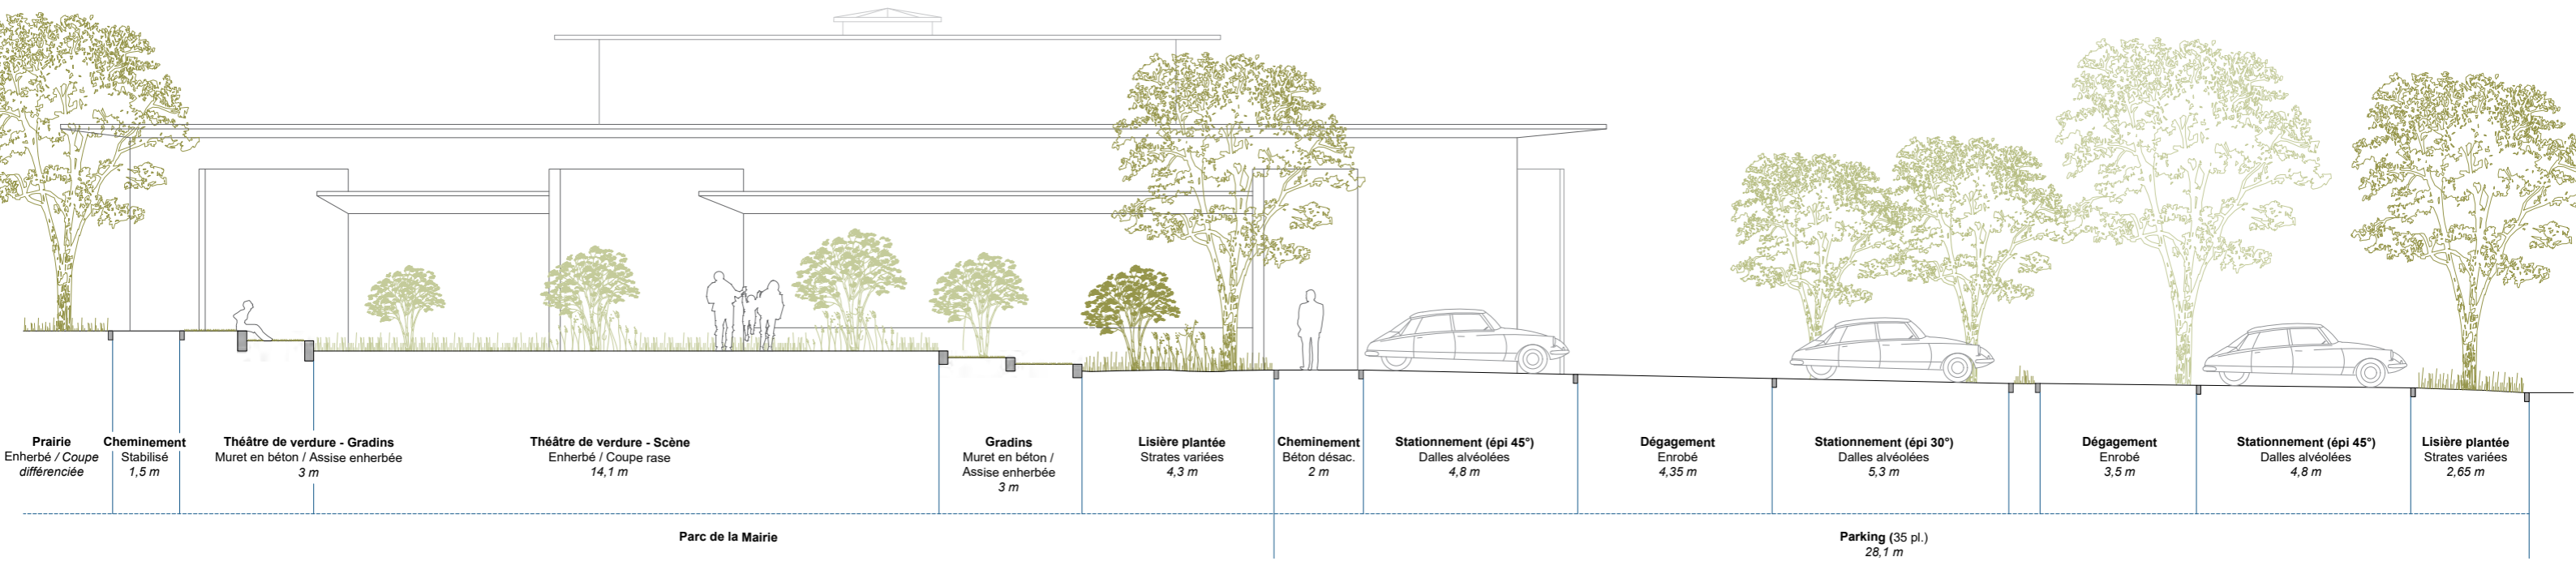 Prairie
Enherbé / Coupe
différenciée
Cheminement
Stabilisé
1,5 m
Théâtre de verdure - Gradins
Muret en béton / Assise enherbée
3 m
Théâtre de verdure - Scène
Enherbé / Coupe rase
14,1 m
Gradins
Muret en béton /
Assise enherbée
3 m
Lisière plantée
Strates variées
4,3 m
Cheminement
Béton désac.
2 m
Stationnement (épi 45°)
Dalles alvéolées
4,8 m
Dégagement
Enrobé
4,35 m
Stationnement (épi 30°)
Dalles alvéolées
5,3 m
Dégagement
Enrobé
3,5 m
Stationnement (épi 45°)
Dalles alvéolées
4,8 m
Lisière plantée
Strates variées
2,65 m
Parc de la Mairie
Parking (35 pl.)
28,1 m